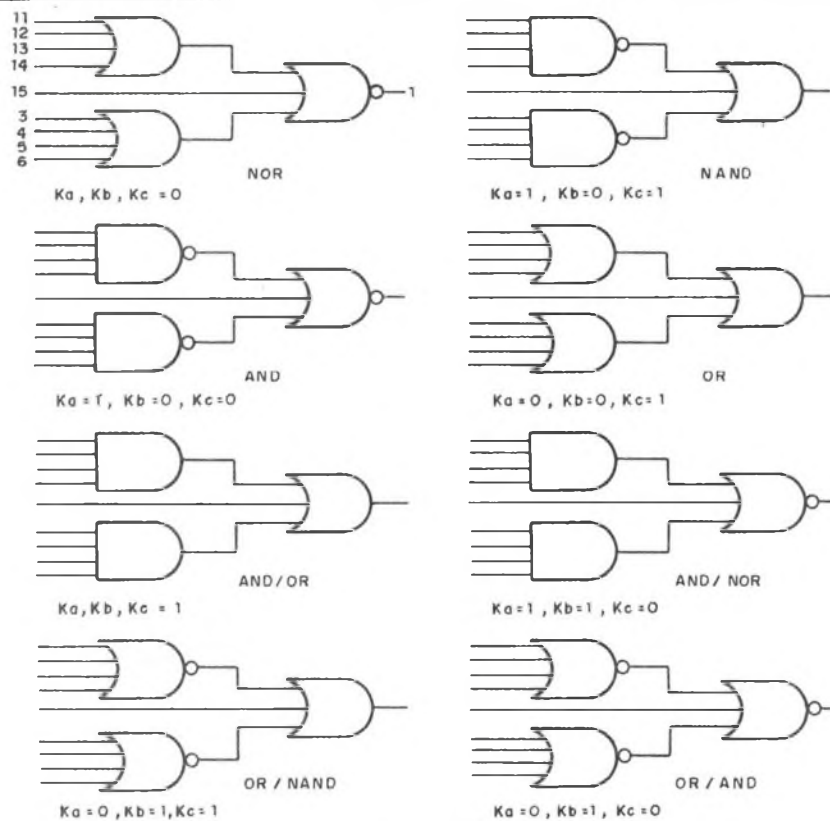 11
12
13
14
15
3
4
5
6
1
NOR
Ka, Kb, Kc = 0
NAND
Ka=1, Kb=0, Kc=1
AND
Ka=1, Kb=0, Kc=0
OR
Ka=0, Kb=0, Kc=1
AND/OR
Ka, Kb, Kc = 1
AND/NOR
Ka=1, Kb=1, Kc=0
OR/NAND
Ka=0, Kb=1, Kc=1
OR/AND
Ka=0, Kb=1, Kc=0